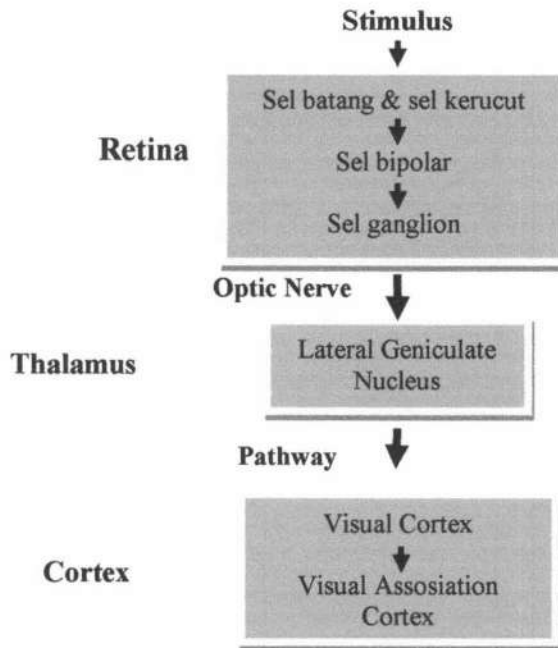 Stimulus
Sel batang & sel kerucut
Retina
Sel bipolar
Sel ganglion
Optic Nerve
Lateral Geniculate
Nucleus
Thalamus
Pathway
Visual Cortex
Cortex
Visual Assosiation
Cortex